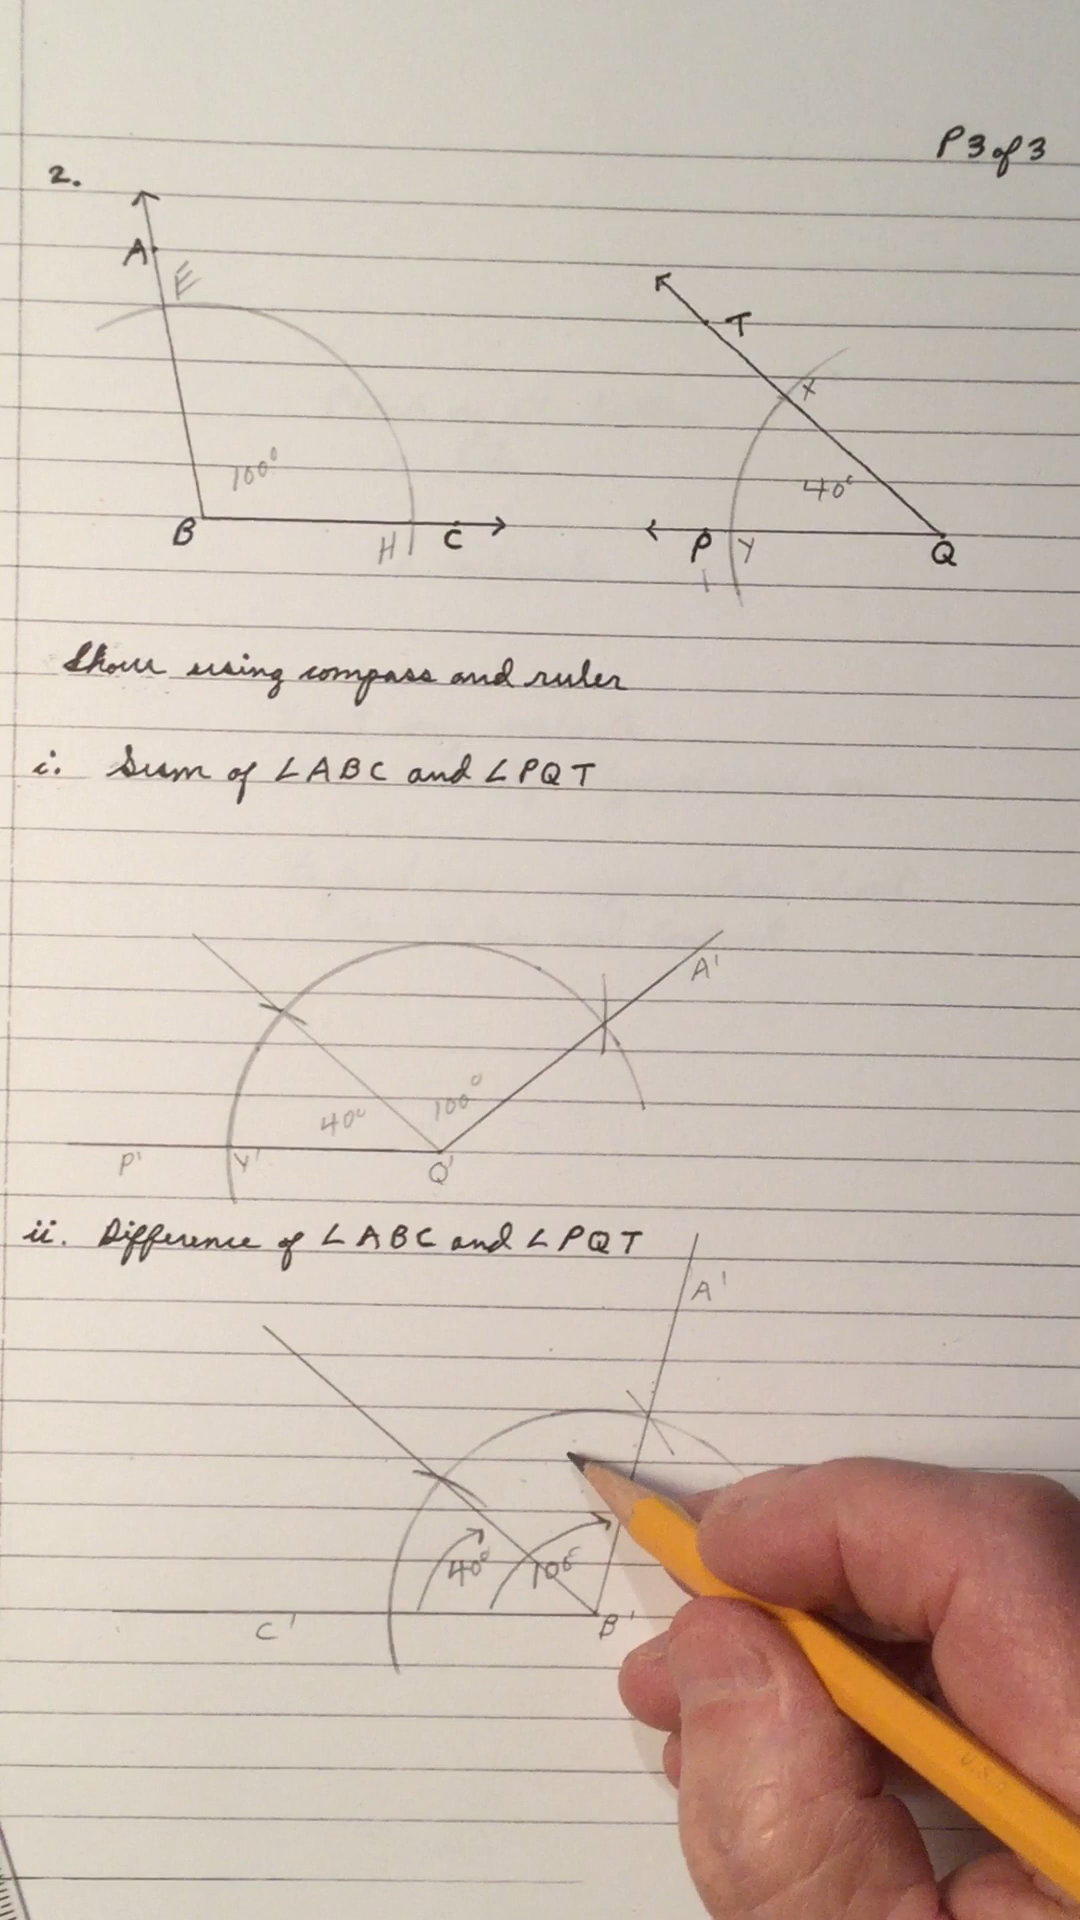 P 3 of 3
2.
A
E
T
X
100°
40°
B
H
C
P
Y
Q
Show using compass and ruler
i. Sum of ∠ABC and ∠PQT
A'
40°
100°
P'
Y'
Q'
ii. Difference of ∠ABC and ∠PQT
A'
40°
100°
C'
B'